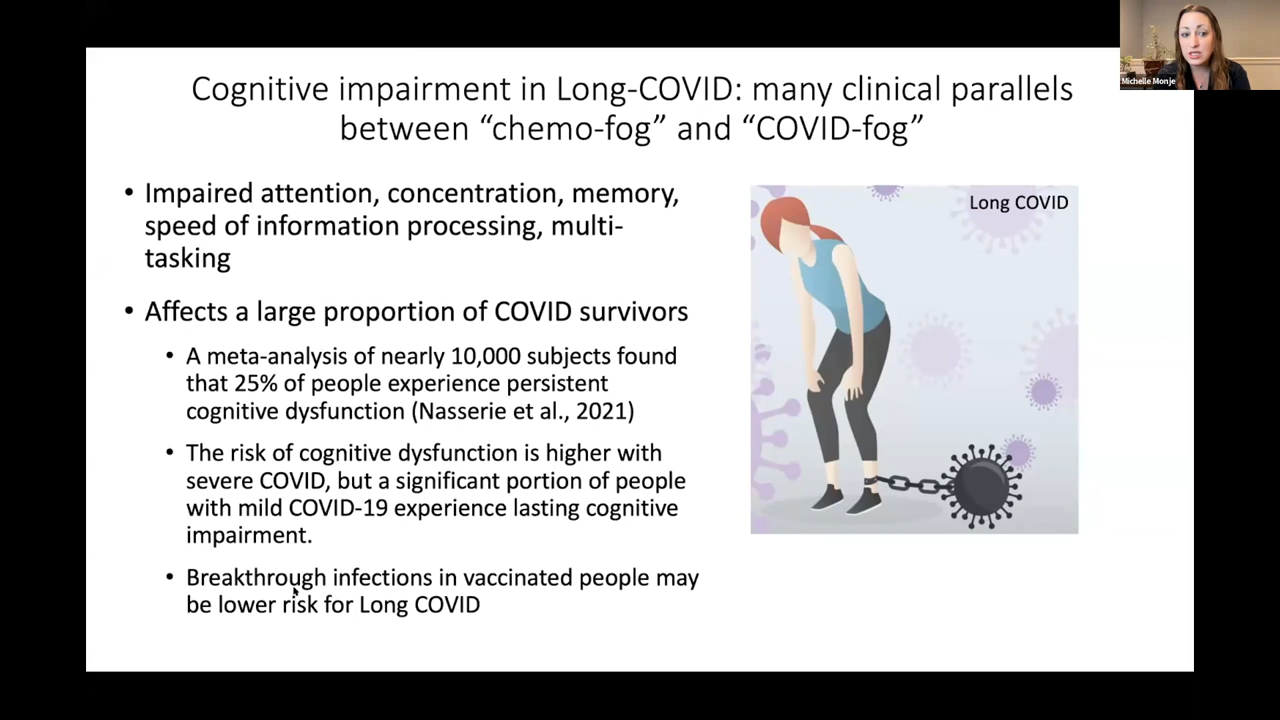 Michelle Monje
Cognitive impairment in Long-COVID: many clinical parallels
between “chemo-fog” and “COVID-fog”
• Impaired attention, concentration, memory,
speed of information processing, multi-
tasking
• Affects a large proportion of COVID survivors
• A meta-analysis of nearly 10,000 subjects found
that 25% of people experience persistent
cognitive dysfunction (Nasserie et al., 2021)
• The risk of cognitive dysfunction is higher with
severe COVID, but a significant portion of people
with mild COVID-19 experience lasting cognitive
impairment.
• Breakthrough infections in vaccinated people may
be lower risk for Long COVID
Long COVID